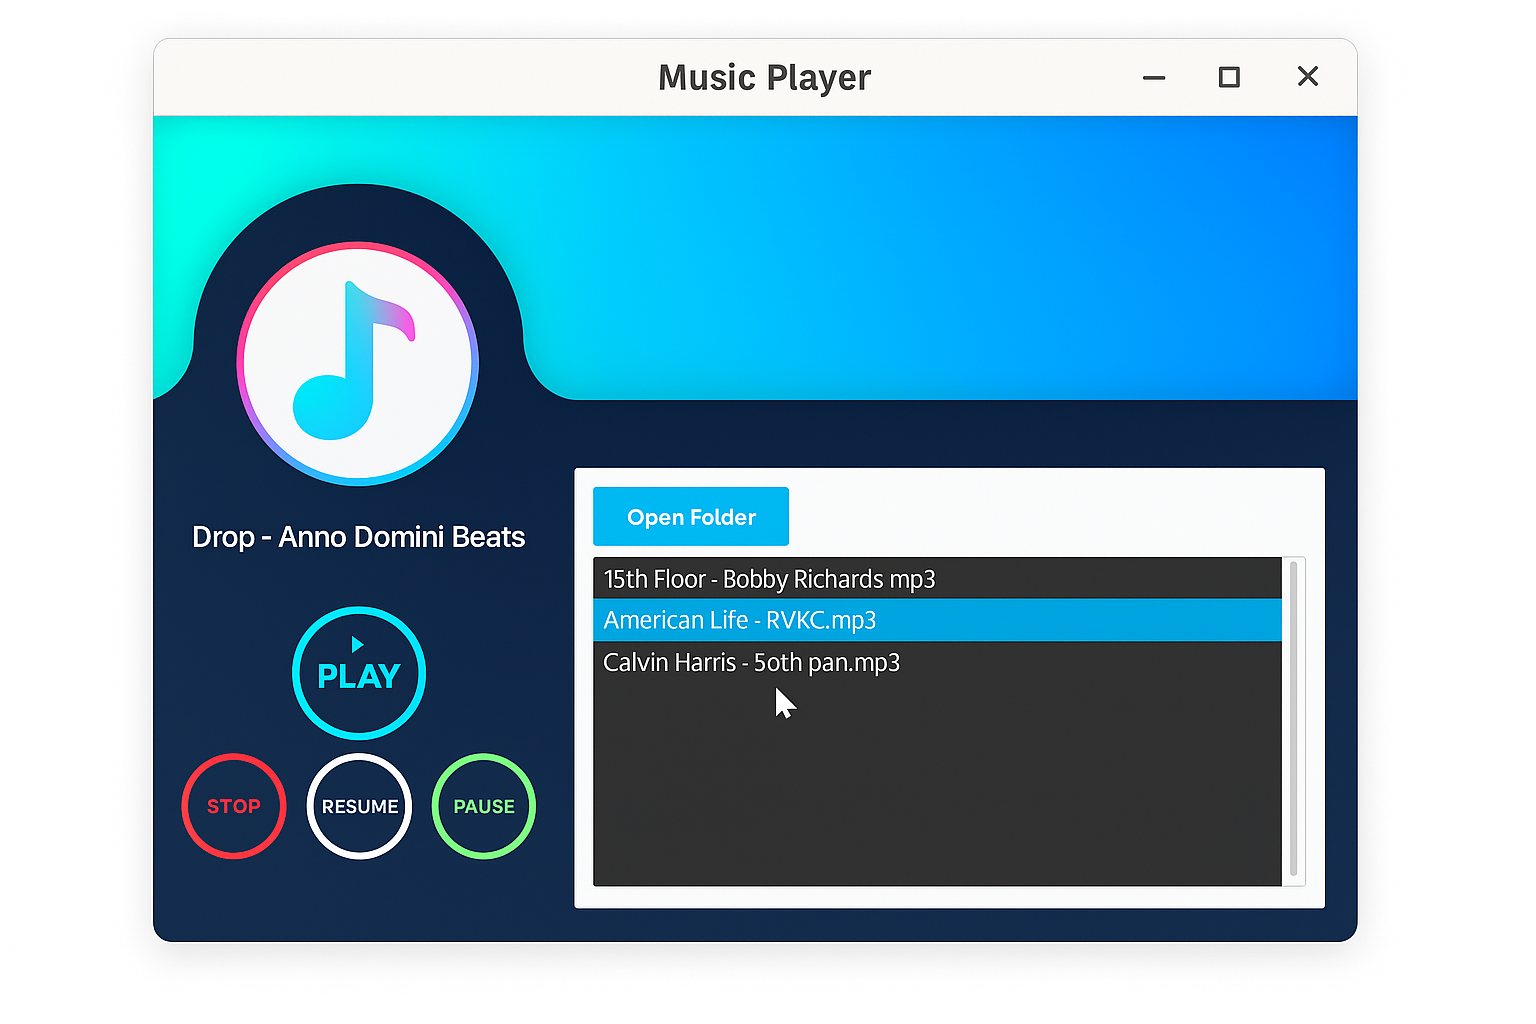 Music Player
Drop - Anno Domini Beats
PLAY
STOP
RESUME
PAUSE
Open Folder
15th Floor - Bobby Richards mp3
American Life - RVKC.mp3
Calvin Harris - 5oth pan.mp3